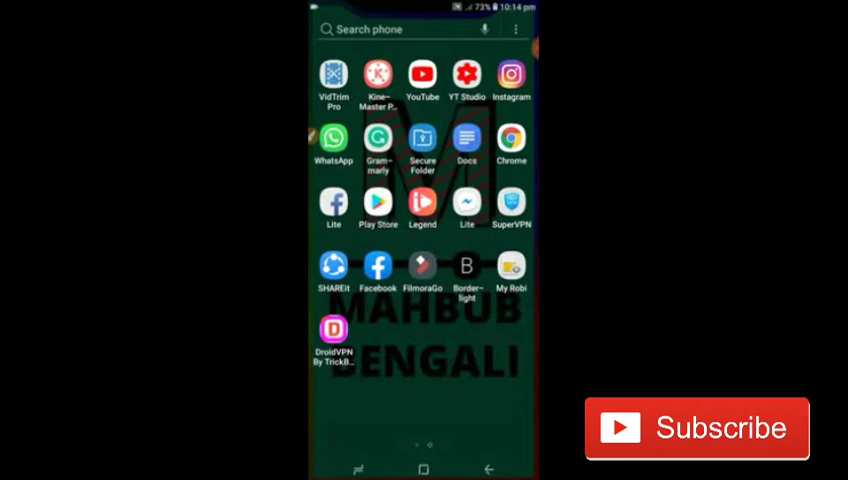 73% 10:14 pm
Search phone
VidTrim Pro
Kine-Master P...
YouTube
YT Studio
Instagram
WhatsApp
Gram-marly
Secure Folder
Docs
Chrome
Lite
Play Store
Legend
Lite
SuperVPN
SHAREit
Facebook
FilmoraGo
B
Border-light
My Robi
D
DroidVPN By TrickB...
M
MAHBUB
BENGALI
Subscribe